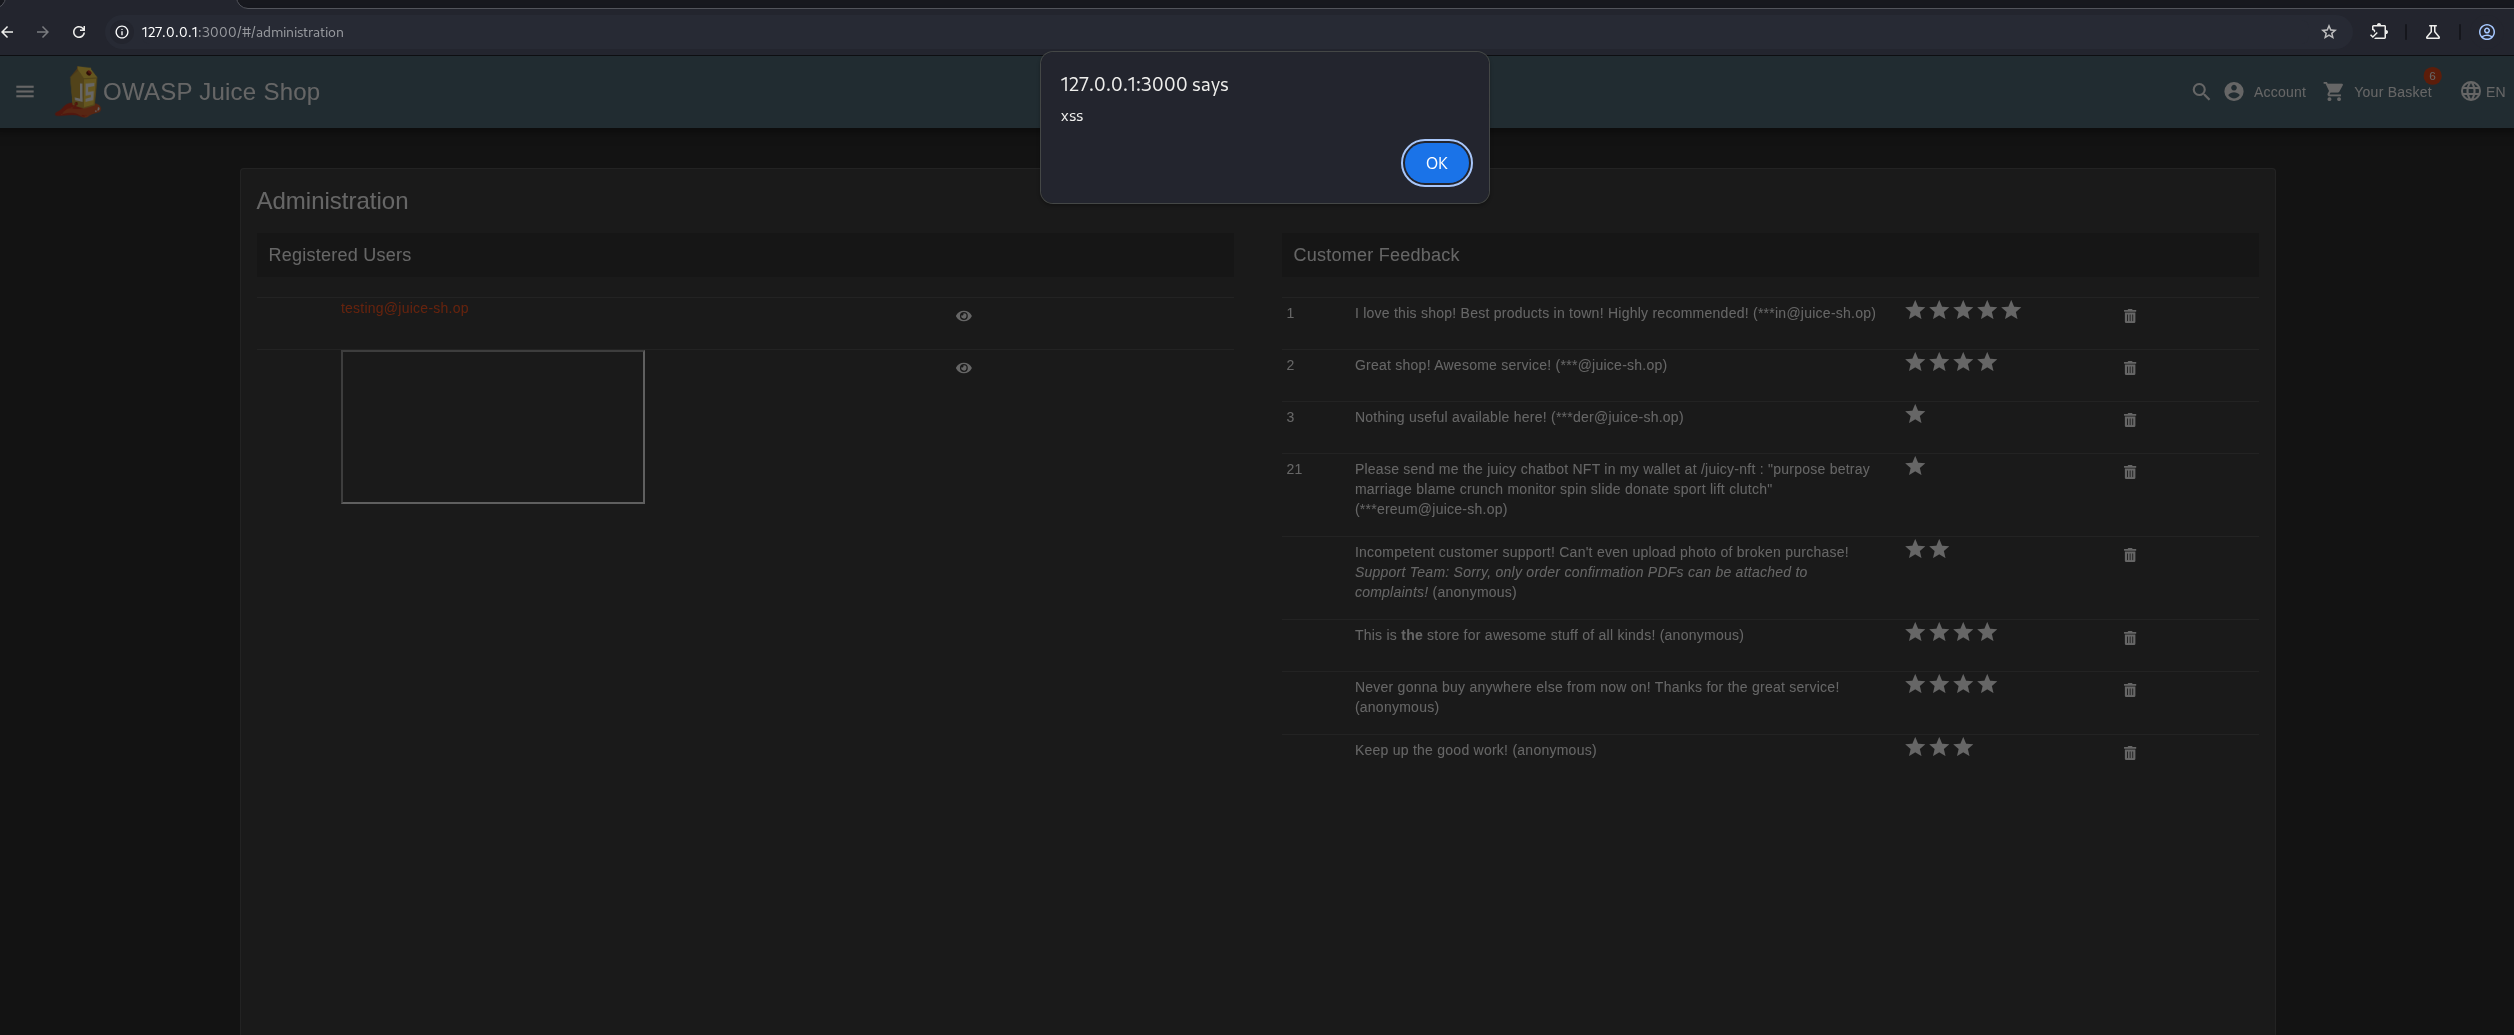 127.0.0.1:3000/#/administration
127.0.0.1:3000 says
xss
OK
OWASP Juice Shop
Account
Your Basket
6
EN
Administration
Registered Users
testing@juice-sh.op
Customer Feedback
1
I love this shop! Best products in town! Highly recommended! (***in@juice-sh.op)
2
Great shop! Awesome service! (***@juice-sh.op)
3
Nothing useful available here! (***der@juice-sh.op)
21
Please send me the juicy chatbot NFT in my wallet at /juicy-nft : "purpose betray
marriage blame crunch monitor spin slide donate sport lift clutch"
(***ereum@juice-sh.op)
Incompetent customer support! Can't even upload photo of broken purchase!
Support Team: Sorry, only order confirmation PDFs can be attached to
complaints! (anonymous)
This is the store for awesome stuff of all kinds! (anonymous)
Never gonna buy anywhere else from now on! Thanks for the great service!
(anonymous)
Keep up the good work! (anonymous)